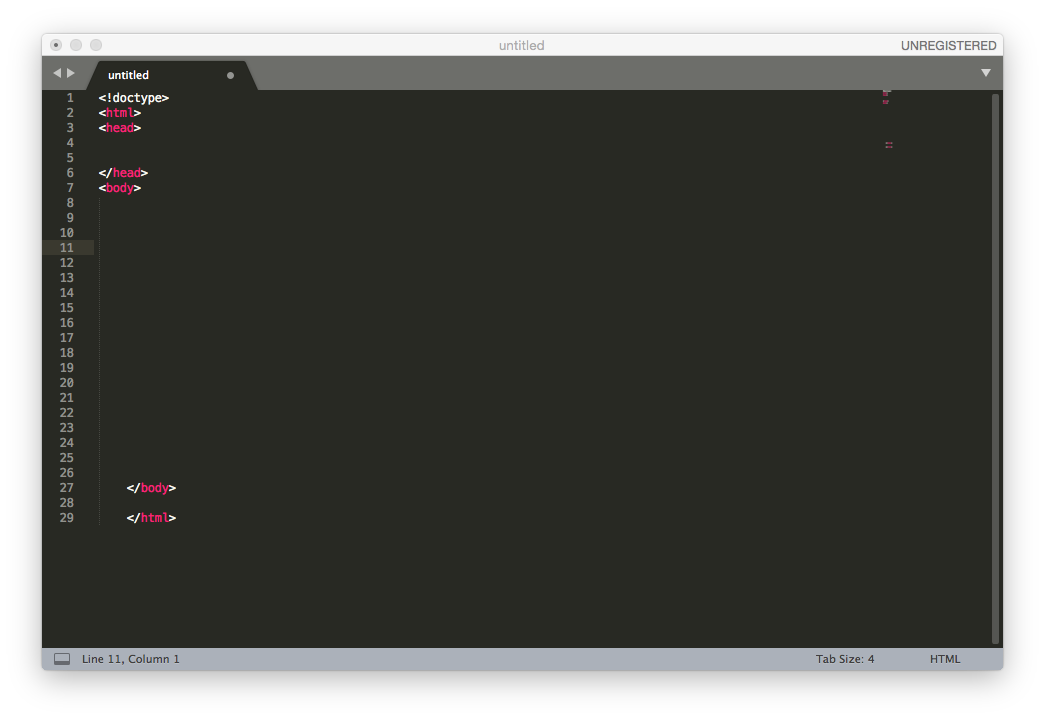 untitled
UNREGISTERED
untitled
1 <!doctype>
2 <html>
3 <head>
4
5
6 </head>
7 <body>
8
9
10
11
12
13
14
15
16
17
18
19
20
21
22
23
24
25
26
27 </body>
28
29 </html>
Line 11, Column 1
Tab Size: 4
HTML